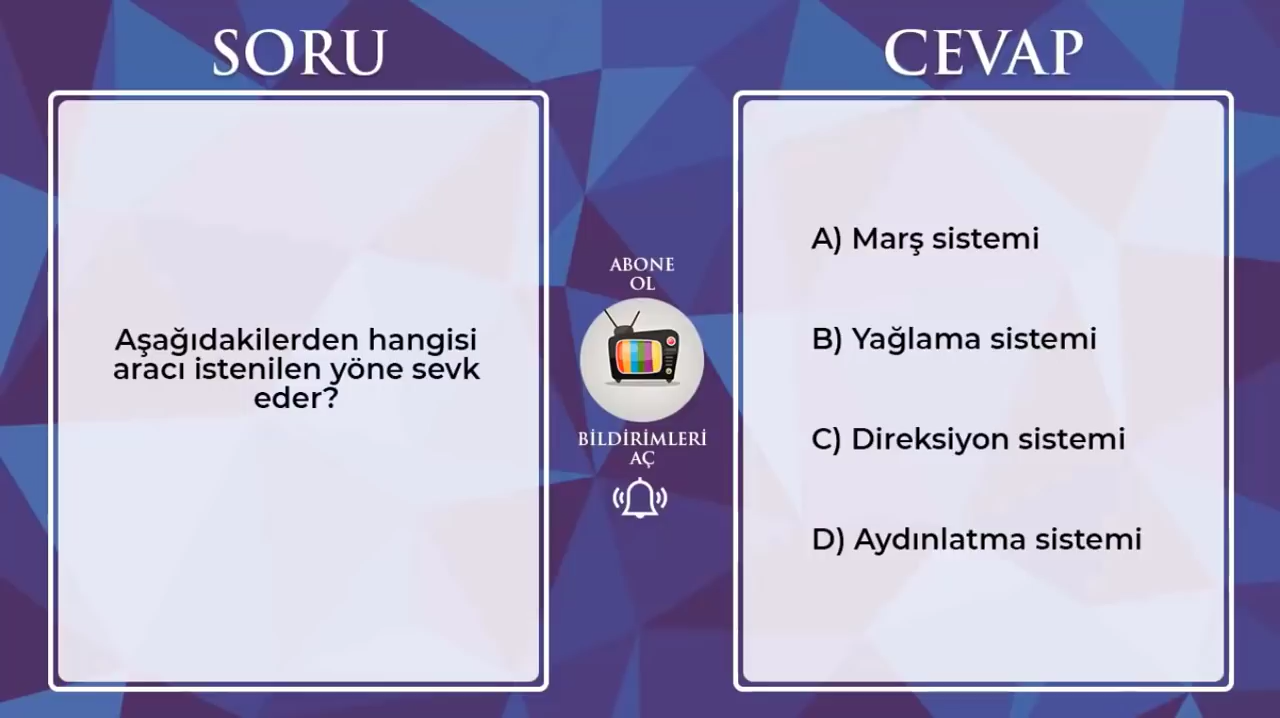 SORU
Aşağıdakilerden hangisi
aracı istenilen yöne sevk
eder?
ABONE
OL
BİLDİRİMLERİ
AÇ
CEVAP
A) Marş sistemi
B) Yağlama sistemi
C) Direksiyon sistemi
D) Aydınlatma sistemi